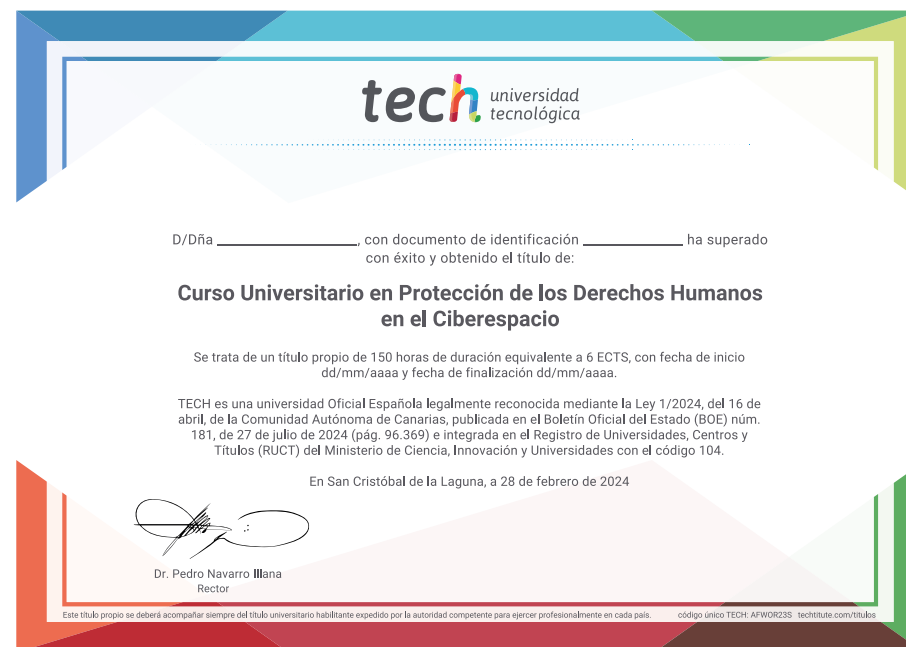 tech universidad
tecnológica
D/Dña ____________, con documento de identificación ____________ ha superado
con éxito y obtenido el título de:
Curso Universitario en Protección de los Derechos Humanos
en el Ciberespacio
Se trata de un título propio de 150 horas de duración equivalente a 6 ECTS, con fecha de inicio
dd/mm/aaaa y fecha de finalización dd/mm/aaaa.
TECH es una universidad Oficial Española legalmente reconocida mediante la Ley 1/2024, del 16 de
abril, de la Comunidad Autónoma de Canarias, publicada en el Boletín Oficial del Estado (BOE) núm.
181, de 27 de julio de 2024 (pág. 96.369) e integrada en el Registro de Universidades, Centros y
Títulos (RUCT) del Ministerio de Ciencia, Innovación y Universidades con el código 104.
En San Cristóbal de la Laguna, a 28 de febrero de 2024
Dr. Pedro Navarro Illana
Rector
Este título propio se deberá acompañar siempre del título universitario habilitante expedido por la autoridad competente para ejercer profesionalmente en cada país. código único TECH: AFWOR23S techtitute.com/titulos